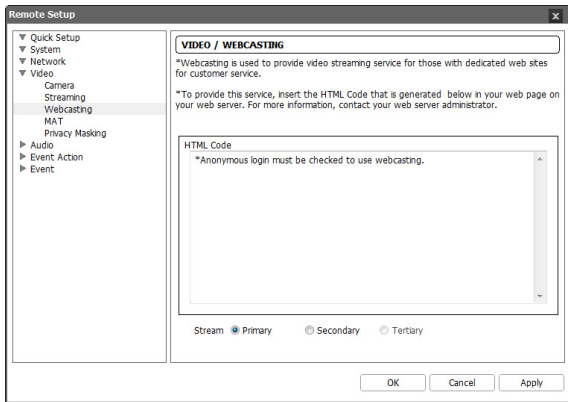 Remote Setup
x
Quick Setup
System
Network
Video
Camera
Streaming
Webcasting
MAT
Privacy Masking
Audio
Event Action
Event
VIDEO / WEBCASTING
*Webcasting is used to provide video streaming service for those with dedicated web sites
for customer service.
*To provide this service, insert the HTML Code that is generated below in your web page on
your web server. For more information, contact your web server administrator.
HTML Code
*Anonymous login must be checked to use webcasting.
Stream Primary Secondary Tertiary
OK Cancel Apply